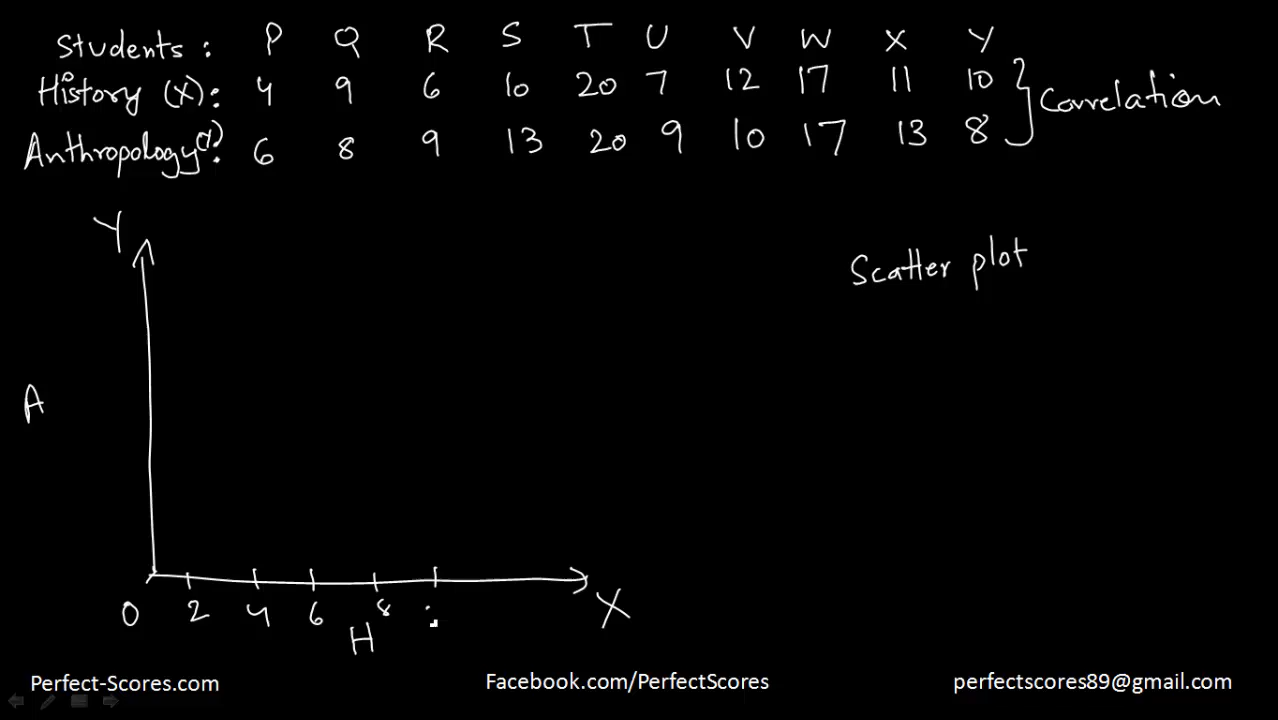 Students : P Q R S T U V W X Y
History (X): 4 9 6 10 20 7 12 17 11 10
Anthropology(Y): 6 8 9 13 20 9 10 17 13 8
Correlation
Y
Scatter plot
A
0 2 4 6 8
X
H
Perfect-Scores.com Facebook.com/PerfectScores perfectscores89@gmail.com